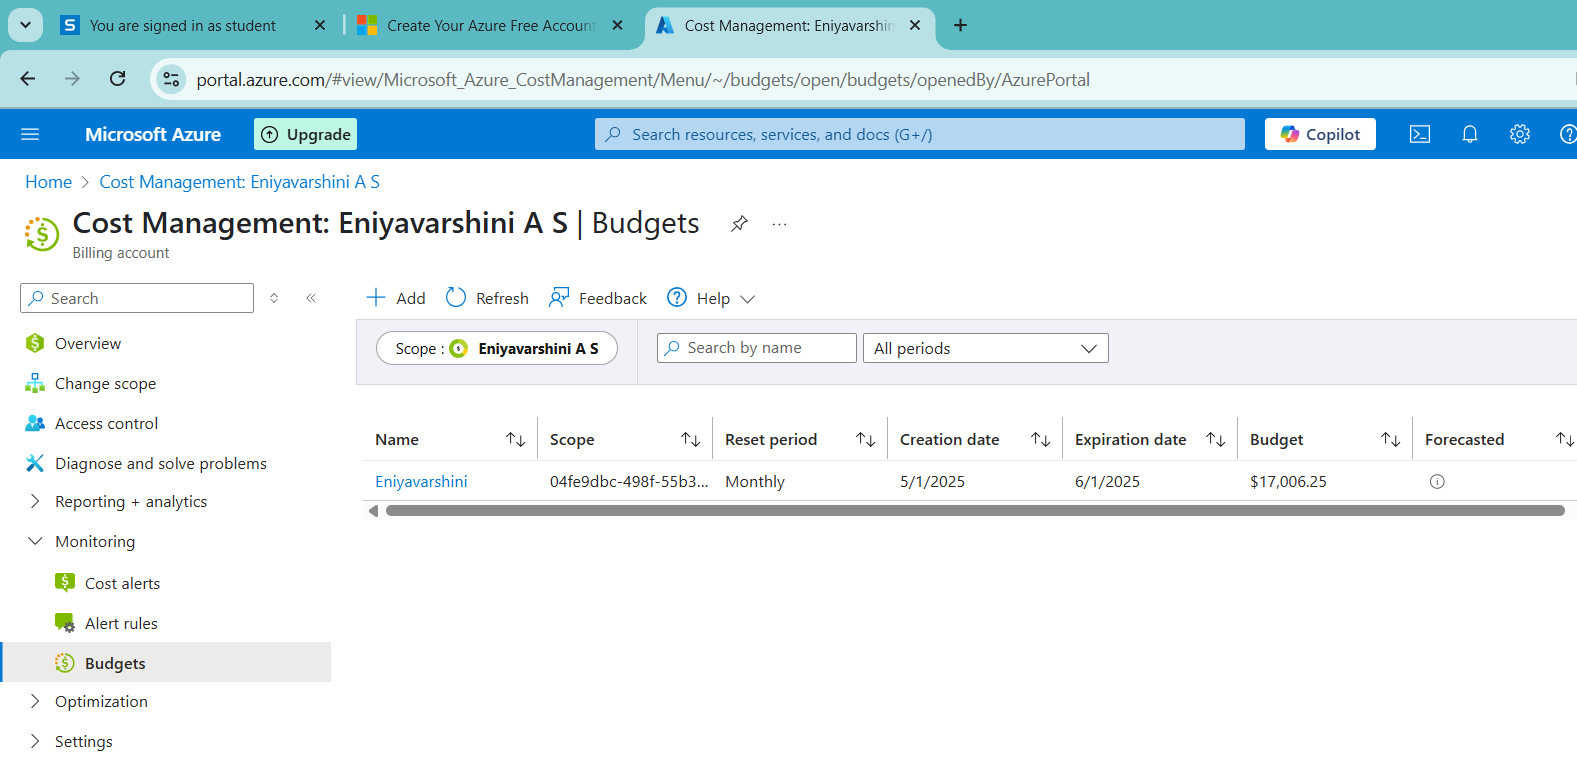 You are signed in as student
Create Your Azure Free Account
Cost Management: Eniyavarshin
portal.azure.com/#view/Microsoft_Azure_CostManagement/Menu/~/budgets/open/budgets/openedBy/AzurePortal
Microsoft Azure
Upgrade
Search resources, services, and docs (G+/)
Copilot
Home > Cost Management: Eniyavarshini A S
Cost Management: Eniyavarshini A S | Budgets
Billing account
Search
Add Refresh Feedback Help
Overview
Change scope
Access control
Diagnose and solve problems
Reporting + analytics
Monitoring
Cost alerts
Alert rules
Budgets
Optimization
Settings
Scope : Eniyavarshini A S
Search by name
All periods
Name Scope Reset period Creation date Expiration date Budget Forecasted
Eniyavarshini 04fe9dbc-498f-55b3... Monthly 5/1/2025 6/1/2025 $17,006.25